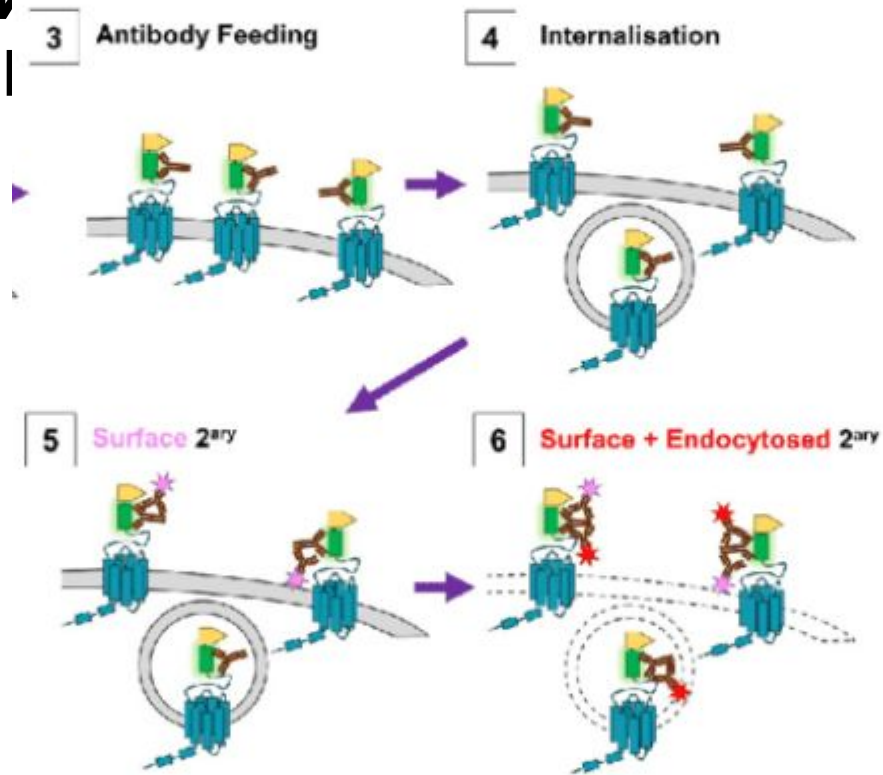 3 Antibody Feeding
4 Internalisation
5 Surface 2ary
6 Surface + Endocytosed 2ary